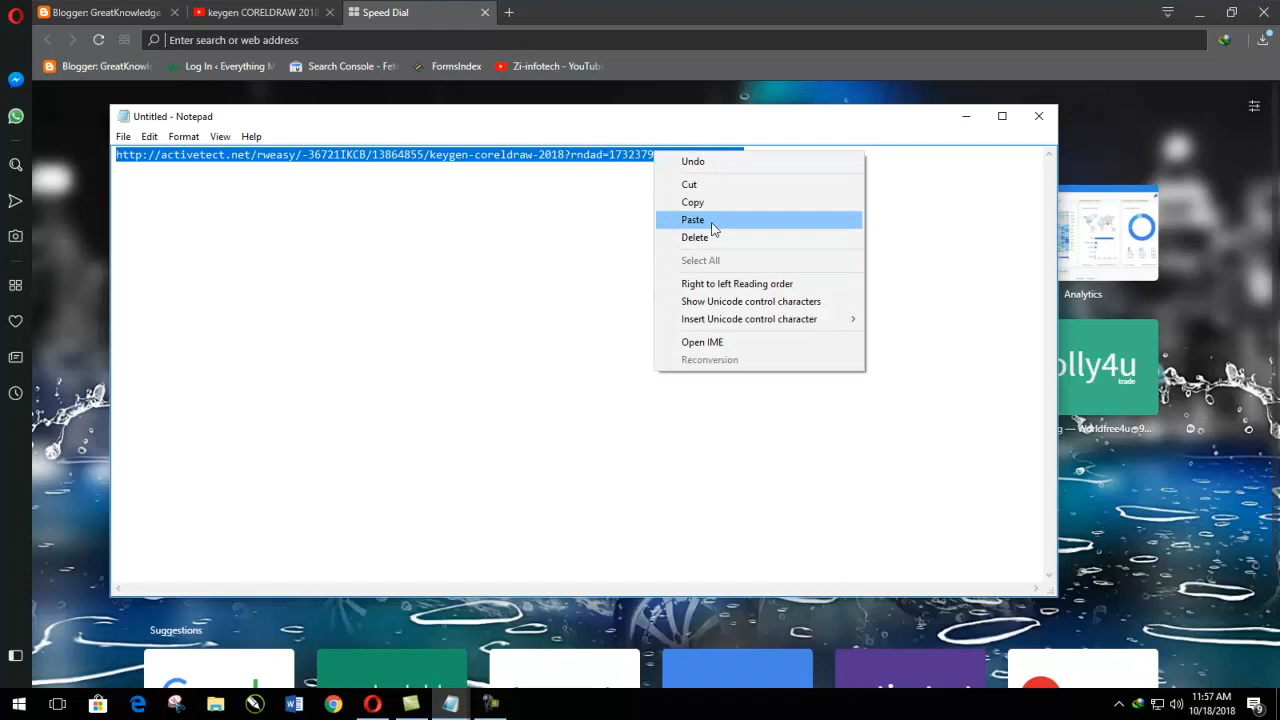 Blogger: GreatKnowledge
keygen CORELDRAW 2018
Speed Dial
Enter search or web address
Blogger: GreatKnowl
Log In ‹ Everything M
Search Console - Fet
FormsIndex
Zi-infotech - YouTub
Untitled - Notepad
File Edit Format View Help
http://activetect.net/rweasy/-36721IKCB/13864855/keygen-coreldraw-2018?rndad=1732379
Undo
Cut
Copy
Paste
Delete
Select All
Right to left Reading order
Show Unicode control characters
Insert Unicode control character
Open IME
Reconversion
Analytics
olly4u
trade
g — Worldfree4u
Suggestions
11:57 AM
10/18/2018
9